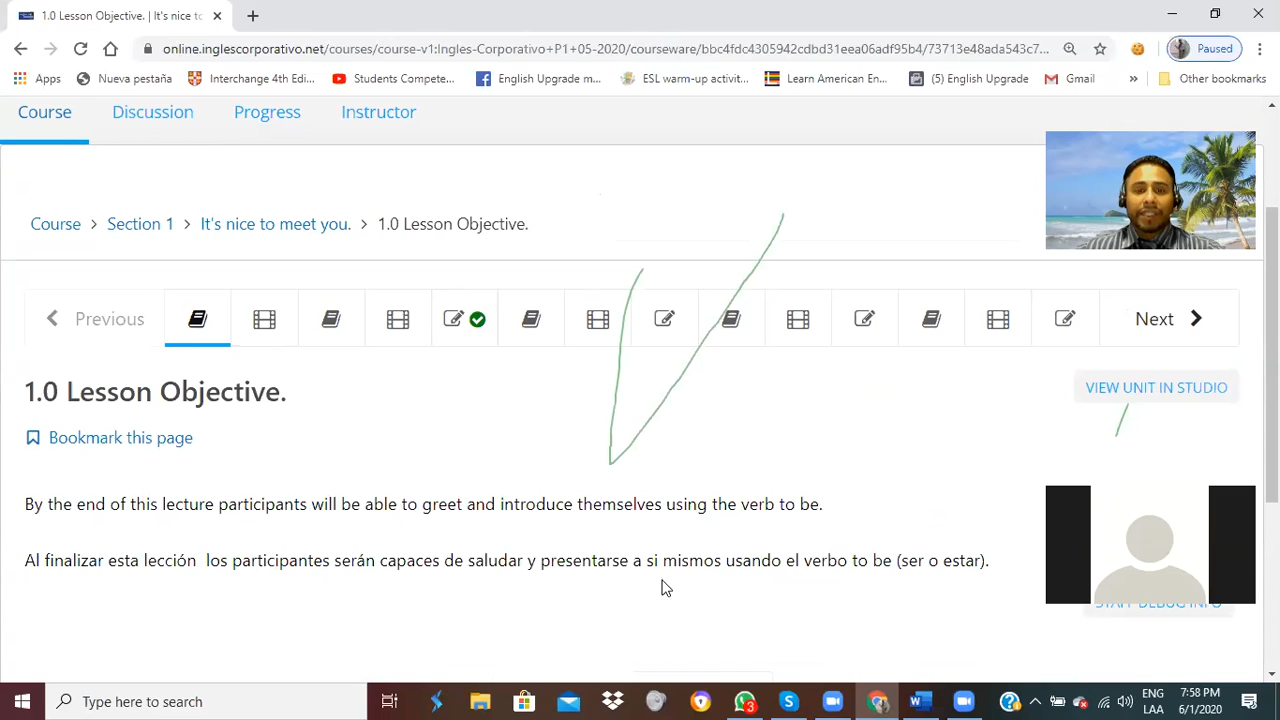 1.0 Lesson Objective. | It's nice to
online.inglescorporativo.net/courses/course-v1:Ingles-Corporativo+P1+05-2020/courseware/bbc4fdc4305942cdbd31eea06adf95b4/73713e48ada543c7...
Paused
Apps
Nueva pestaña
Interchange 4th Edi...
Students Compete...
English Upgrade m...
ESL warm-up activit...
Learn American En...
(5) English Upgrade
Gmail
»
Other bookmarks
Course
Discussion
Progress
Instructor
Course > Section 1 > It's nice to meet you. > 1.0 Lesson Objective.
Previous
Next
1.0 Lesson Objective.
VIEW UNIT IN STUDIO
Bookmark this page
By the end of this lecture participants will be able to greet and introduce themselves using the verb to be.
Al finalizar esta lección los participantes serán capaces de saludar y presentarse a si mismos usando el verbo to be (ser o estar).
STAFF DEBUG INFO
Type here to search
3
ENG
LAA
7:58 PM
6/1/2020